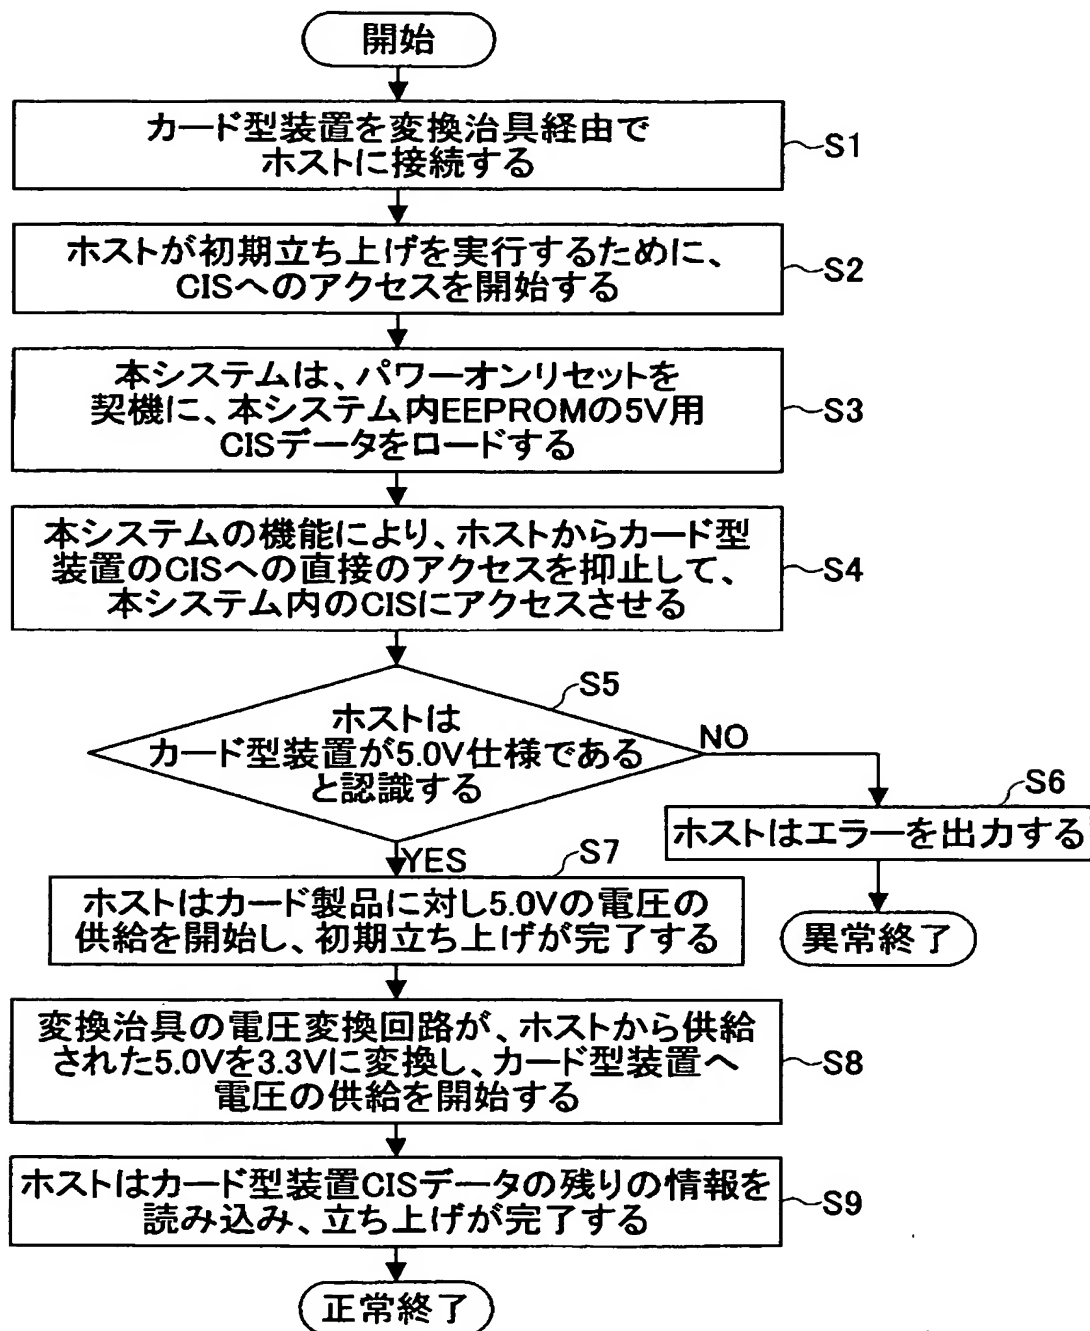 開始
カード型装置を変換治具経由で
ホストに接続する
S1
ホストが初期立ち上げを実行するために、
CISへのアクセスを開始する
S2
本システムは、パワーオンリセットを
契機に、本システム内EEPROMの5V用
CISデータをロードする
S3
本システムの機能により、ホストからカード型
装置のCISへの直接のアクセスを抑止して、
本システム内のCISにアクセスさせる
S4
S5
ホストは
カード型装置が5.0V仕様である
と認識する
NO
S6
ホストはエラーを出力する
異常終了
YES
S7
ホストはカード製品に対し5.0Vの電圧の
供給を開始し、初期立ち上げが完了する
変換治具の電圧変換回路が、ホストから供給
された5.0Vを3.3Vに変換し、カード型装置へ
電圧の供給を開始する
S8
ホストはカード型装置CISデータの残りの情報を
読み込み、立ち上げが完了する
S9
正常終了